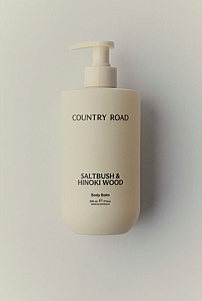 COUNTRY ROAD
SALTBUSH &
HINOKI WOOD
Body Balm